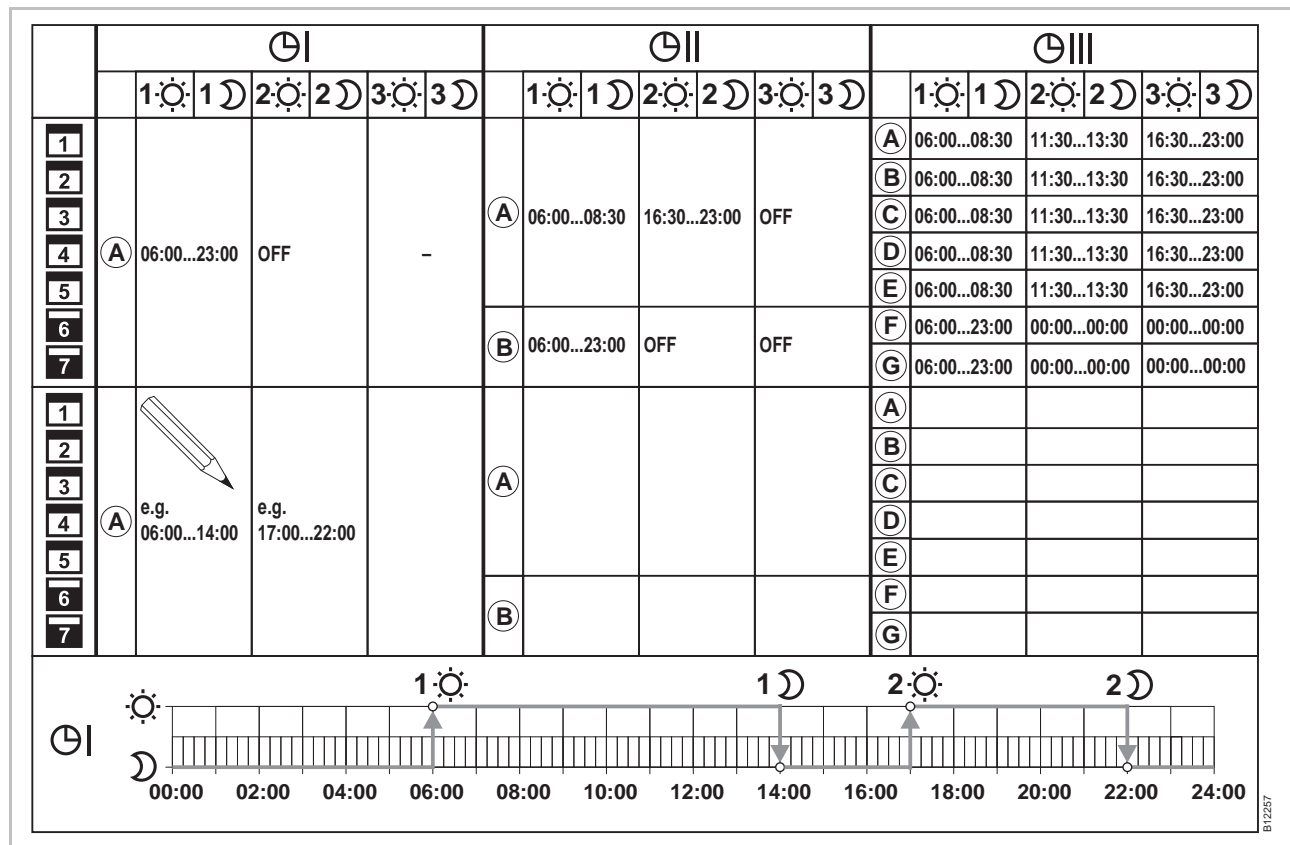 I II III
1 1 2 2 3 3 1 1 2 2 3 3 1 1 2 2 3 3
1 A 06:00...08:30 11:30...13:30 16:30...23:00
2 B 06:00...08:30 11:30...13:30 16:30...23:00
3 A 06:00...08:30 16:30...23:00 OFF C 06:00...08:30 11:30...13:30 16:30...23:00
4 A 06:00...23:00 OFF – D 06:00...08:30 11:30...13:30 16:30...23:00
5 E 06:00...08:30 11:30...13:30 16:30...23:00
6 B 06:00...23:00 OFF OFF F 06:00...23:00 00:00...00:00 00:00...00:00
7 G 06:00...23:00 00:00...00:00 00:00...00:00
1 A
2 B
3 A C
e.g. e.g.
4 A 06:00...14:00 17:00...22:00 D
5 E
6 B F
7 G
1 1 2 2
I
00:00 02:00 04:00 06:00 08:00 10:00 12:00 14:00 16:00 18:00 20:00 22:00 24:00
B12257